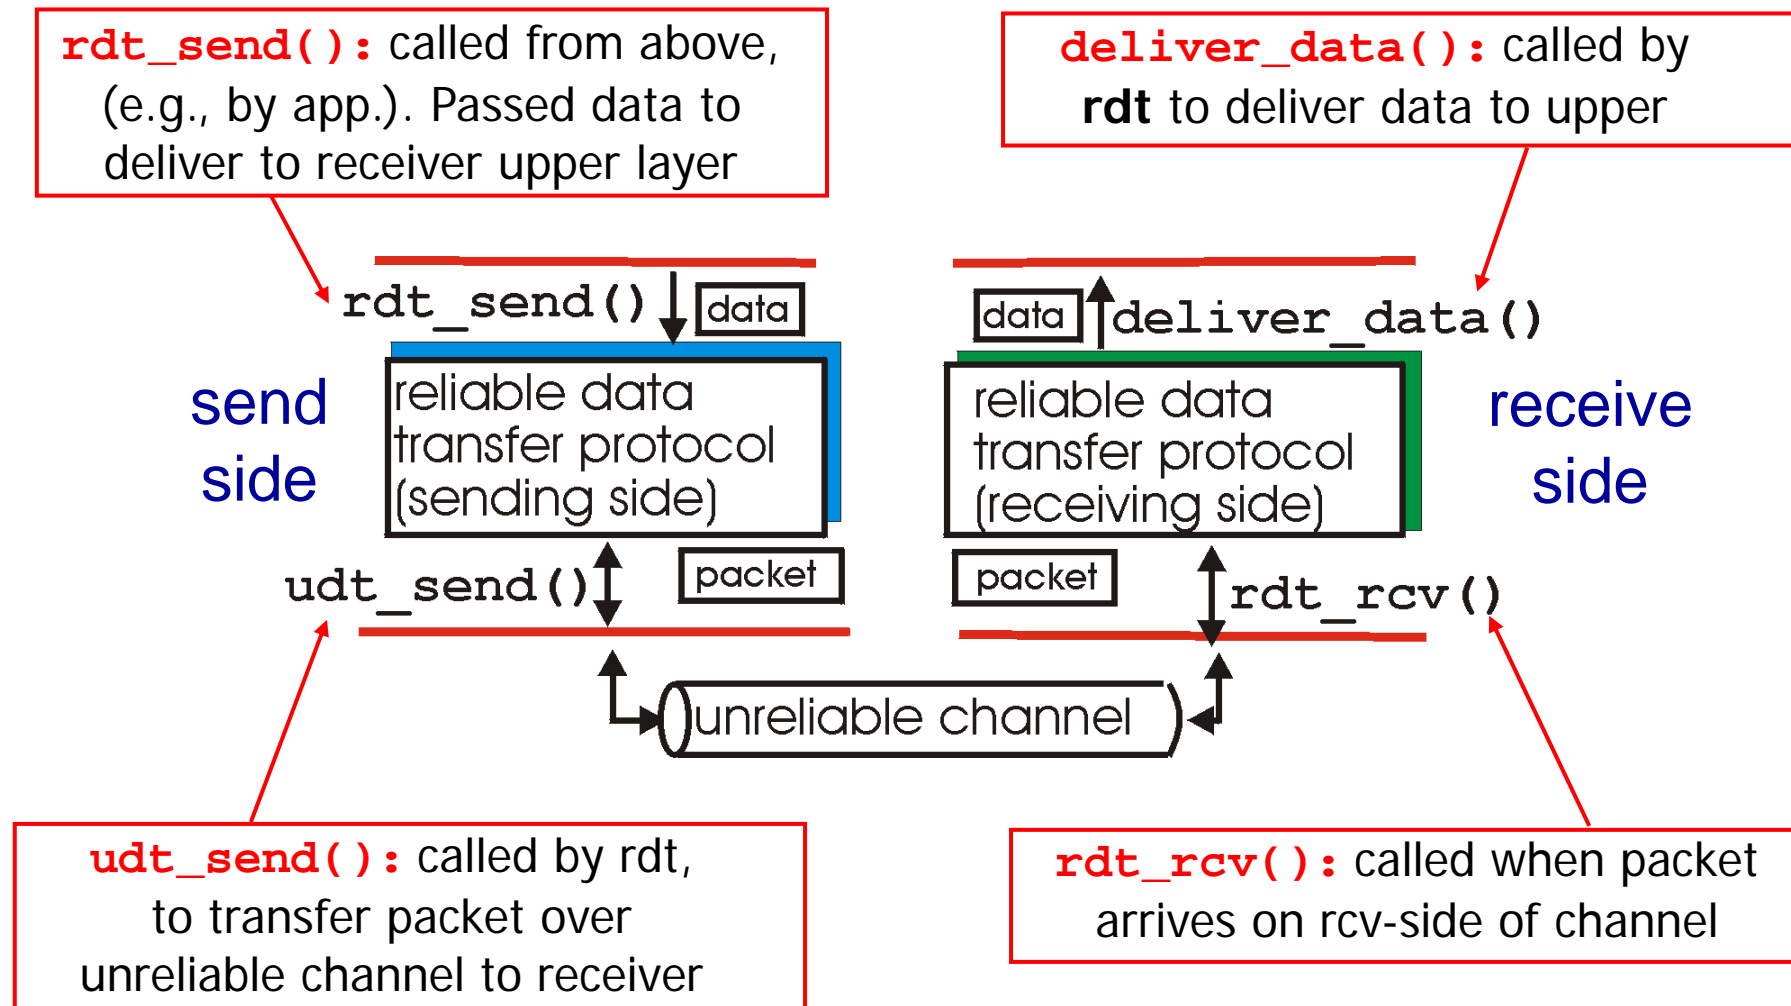 rdt_send(): called from above,
(e.g., by app.). Passed data to
deliver to receiver upper layer
deliver_data(): called by
rdt to deliver data to upper
rdt_send()
data
data
deliver_data()
send
side
reliable data
transfer protocol
(sending side)
reliable data
transfer protocol
(receiving side)
receive
side
udt_send()
packet
packet
rdt_rcv()
unreliable channel
udt_send(): called by rdt,
to transfer packet over
unreliable channel to receiver
rdt_rcv(): called when packet
arrives on rcv-side of channel